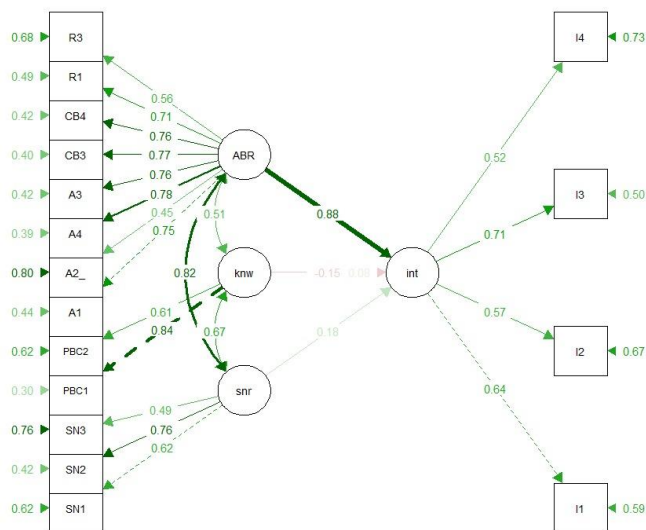 0.68 R3
0.49 R1
0.42 CB4
0.40 CB3
0.42 A3
0.39 A4
0.80 A2_
0.44 A1
0.62 PBC2
0.30 PBC1
0.76 SN3
0.42 SN2
0.62 SN1
0.56
0.71
0.76
0.77
0.76
0.78
0.45
0.75
0.61
0.84
0.49
0.76
0.62
ABR
knw
snr
0.51
0.82
0.67
0.88
-0.15 0.08
0.18
int
0.52
0.71
0.57
0.64
I4 0.73
I3 0.50
I2 0.67
I1 0.59